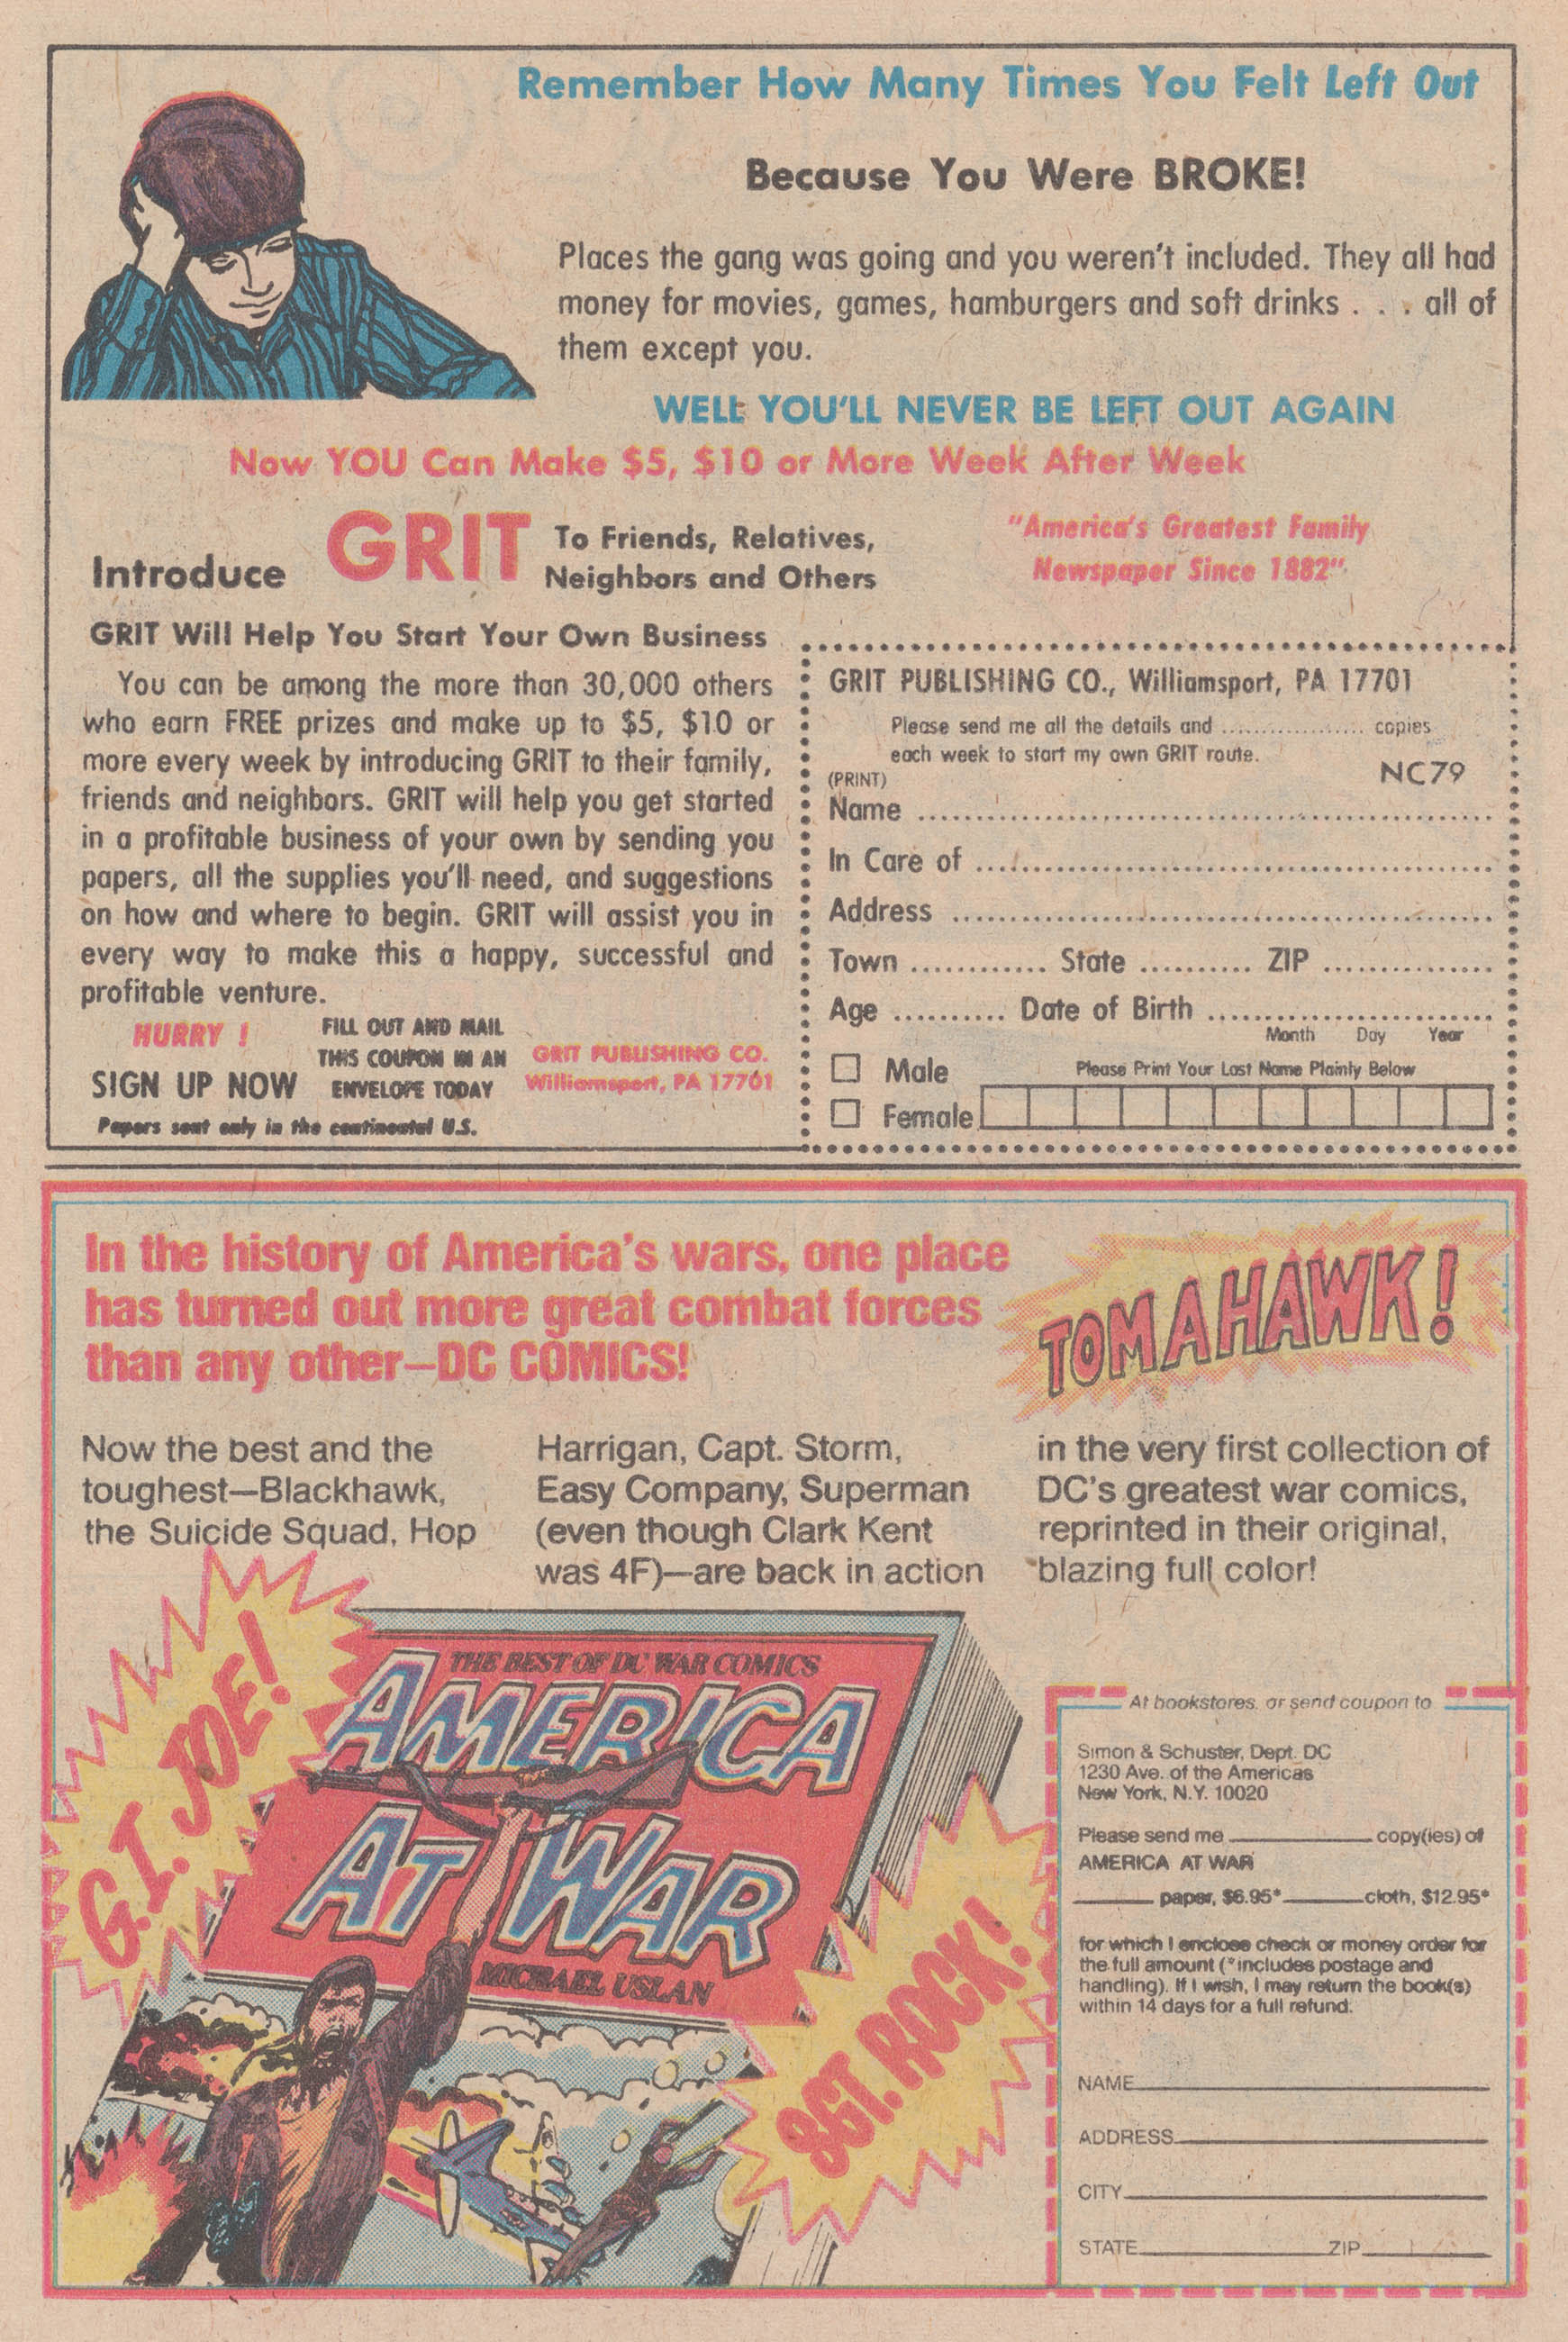 Remember How Many Times You Felt Left Out
Because You Were BROKE!
Places the gang was going and you weren't included. They all had
money for movies, games, hamburgers and soft drinks . . . all of
them except you.
WELL YOU'LL NEVER BE LEFT OUT AGAIN
Now YOU Can Make $5, $10 or More Week After Week
Introduce GRIT To Friends, Relatives,
Neighbors and Others
"America's Greatest Family
Newspaper Since 1882"
GRIT Will Help You Start Your Own Business
You can be among the more than 30,000 others
who earn FREE prizes and make up to $5, $10 or
more every week by introducing GRIT to their family,
friends and neighbors. GRIT will help you get started
in a profitable business of your own by sending you
papers, all the supplies you'll need, and suggestions
on how and where to begin. GRIT will assist you in
every way to make this a happy, successful and
profitable venture.
HURRY !
SIGN UP NOW
FILL OUT AND MAIL
THIS COUPON IN AN
ENVELOPE TODAY
GRIT PUBLISHING CO.
Williamsport, PA 17701
Papers sent only in the continental U.S.
GRIT PUBLISHING CO., Williamsport, PA 17701
Please send me all the details and .................. copies
each week to start my own GRIT route.
NC79
(PRINT)
Name
In Care of
Address
Town ............ State .......... ZIP ...............
Age .......... Date of Birth ..........................
Month Day Year
Male
Female
Please Print Your Last Name Plainly Below
In the history of America's wars, one place
has turned out more great combat forces
than any other—DC COMICS!
TOMAHAWK!
Now the best and the
toughest—Blackhawk,
the Suicide Squad, Hop
Harrigan, Capt. Storm,
Easy Company, Superman
(even though Clark Kent
was 4F)—are back in action
in the very first collection of
DC's greatest war comics,
reprinted in their original,
blazing full color!
G.I. JOE!
THE BEST OF DC WAR COMICS
AMERICA
AT WAR
MICHAEL USLAN
SGT. ROCK!
At bookstores, or send coupon to
Simon & Schuster, Dept. DC
1230 Ave. of the Americas
New York, N.Y. 10020
Please send me ____________ copy(ies) of
AMERICA AT WAR
______ paper, $6.95* ______ cloth, $12.95*
for which I enclose check or money order for
the full amount (*includes postage and
handling). If I wish, I may return the book(s)
within 14 days for a full refund.
NAME
ADDRESS
CITY
STATE ____________ ZIP ____________